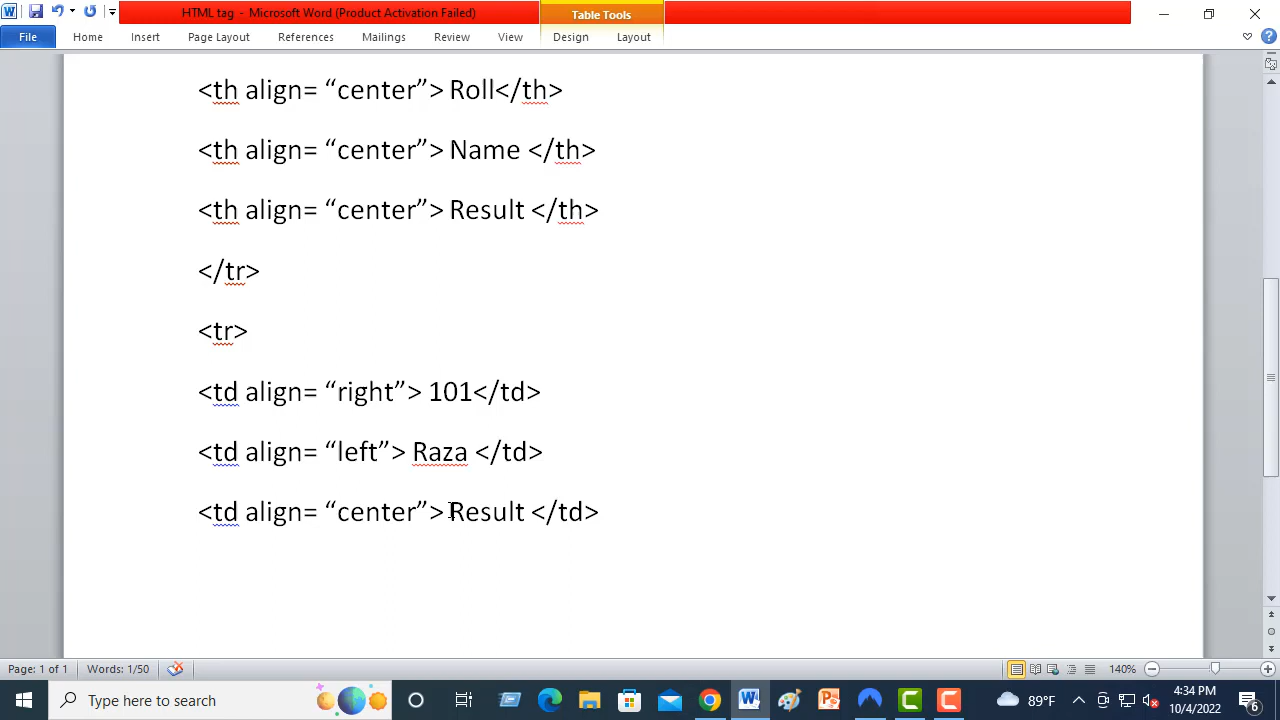 HTML tag - Microsoft Word (Product Activation Failed)
Table Tools
File Home Insert Page Layout References Mailings Review View Design Layout
<th align= “center”> Roll</th>
<th align= “center”> Name </th>
<th align= “center”> Result </th>
</tr>
<tr>
<td align= “right”> 101</td>
<td align= “left”> Raza </td>
<td align= “center”> Result </td>
Page: 1 of 1 Words: 1/50 140%
Type here to search 89°F 4:34 PM
10/4/2022 6